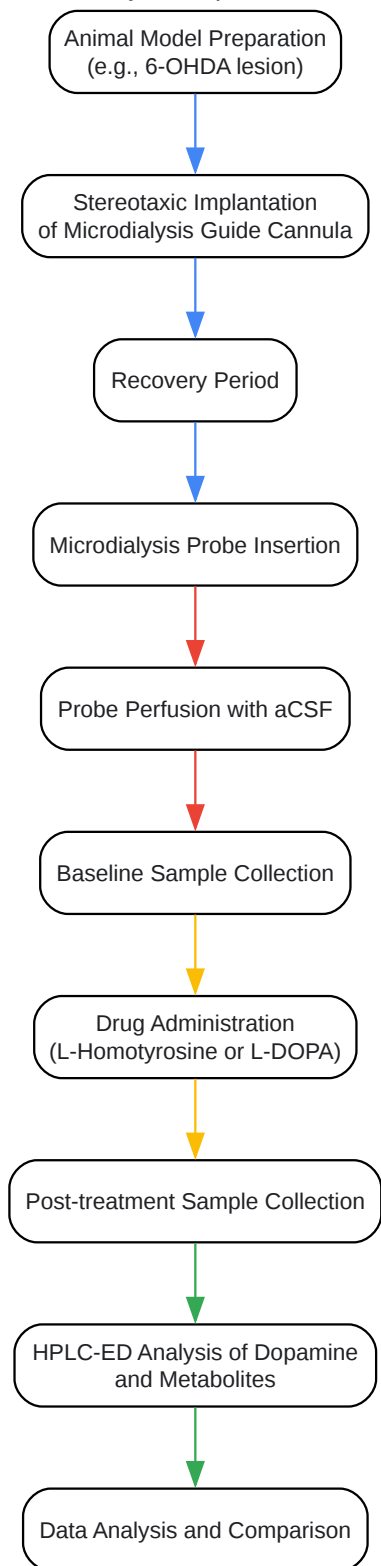 Animal Model Preparation
(e.g., 6-OHDA lesion)
Stereotaxic Implantation
of Microdialysis Guide Cannula
Recovery Period
Microdialysis Probe Insertion
Probe Perfusion with aCSF
Baseline Sample Collection
Drug Administration
(L-Homotyrosine or L-DOPA)
Post-treatment Sample Collection
HPLC-ED Analysis of Dopamine
and Metabolites
Data Analysis and Comparison